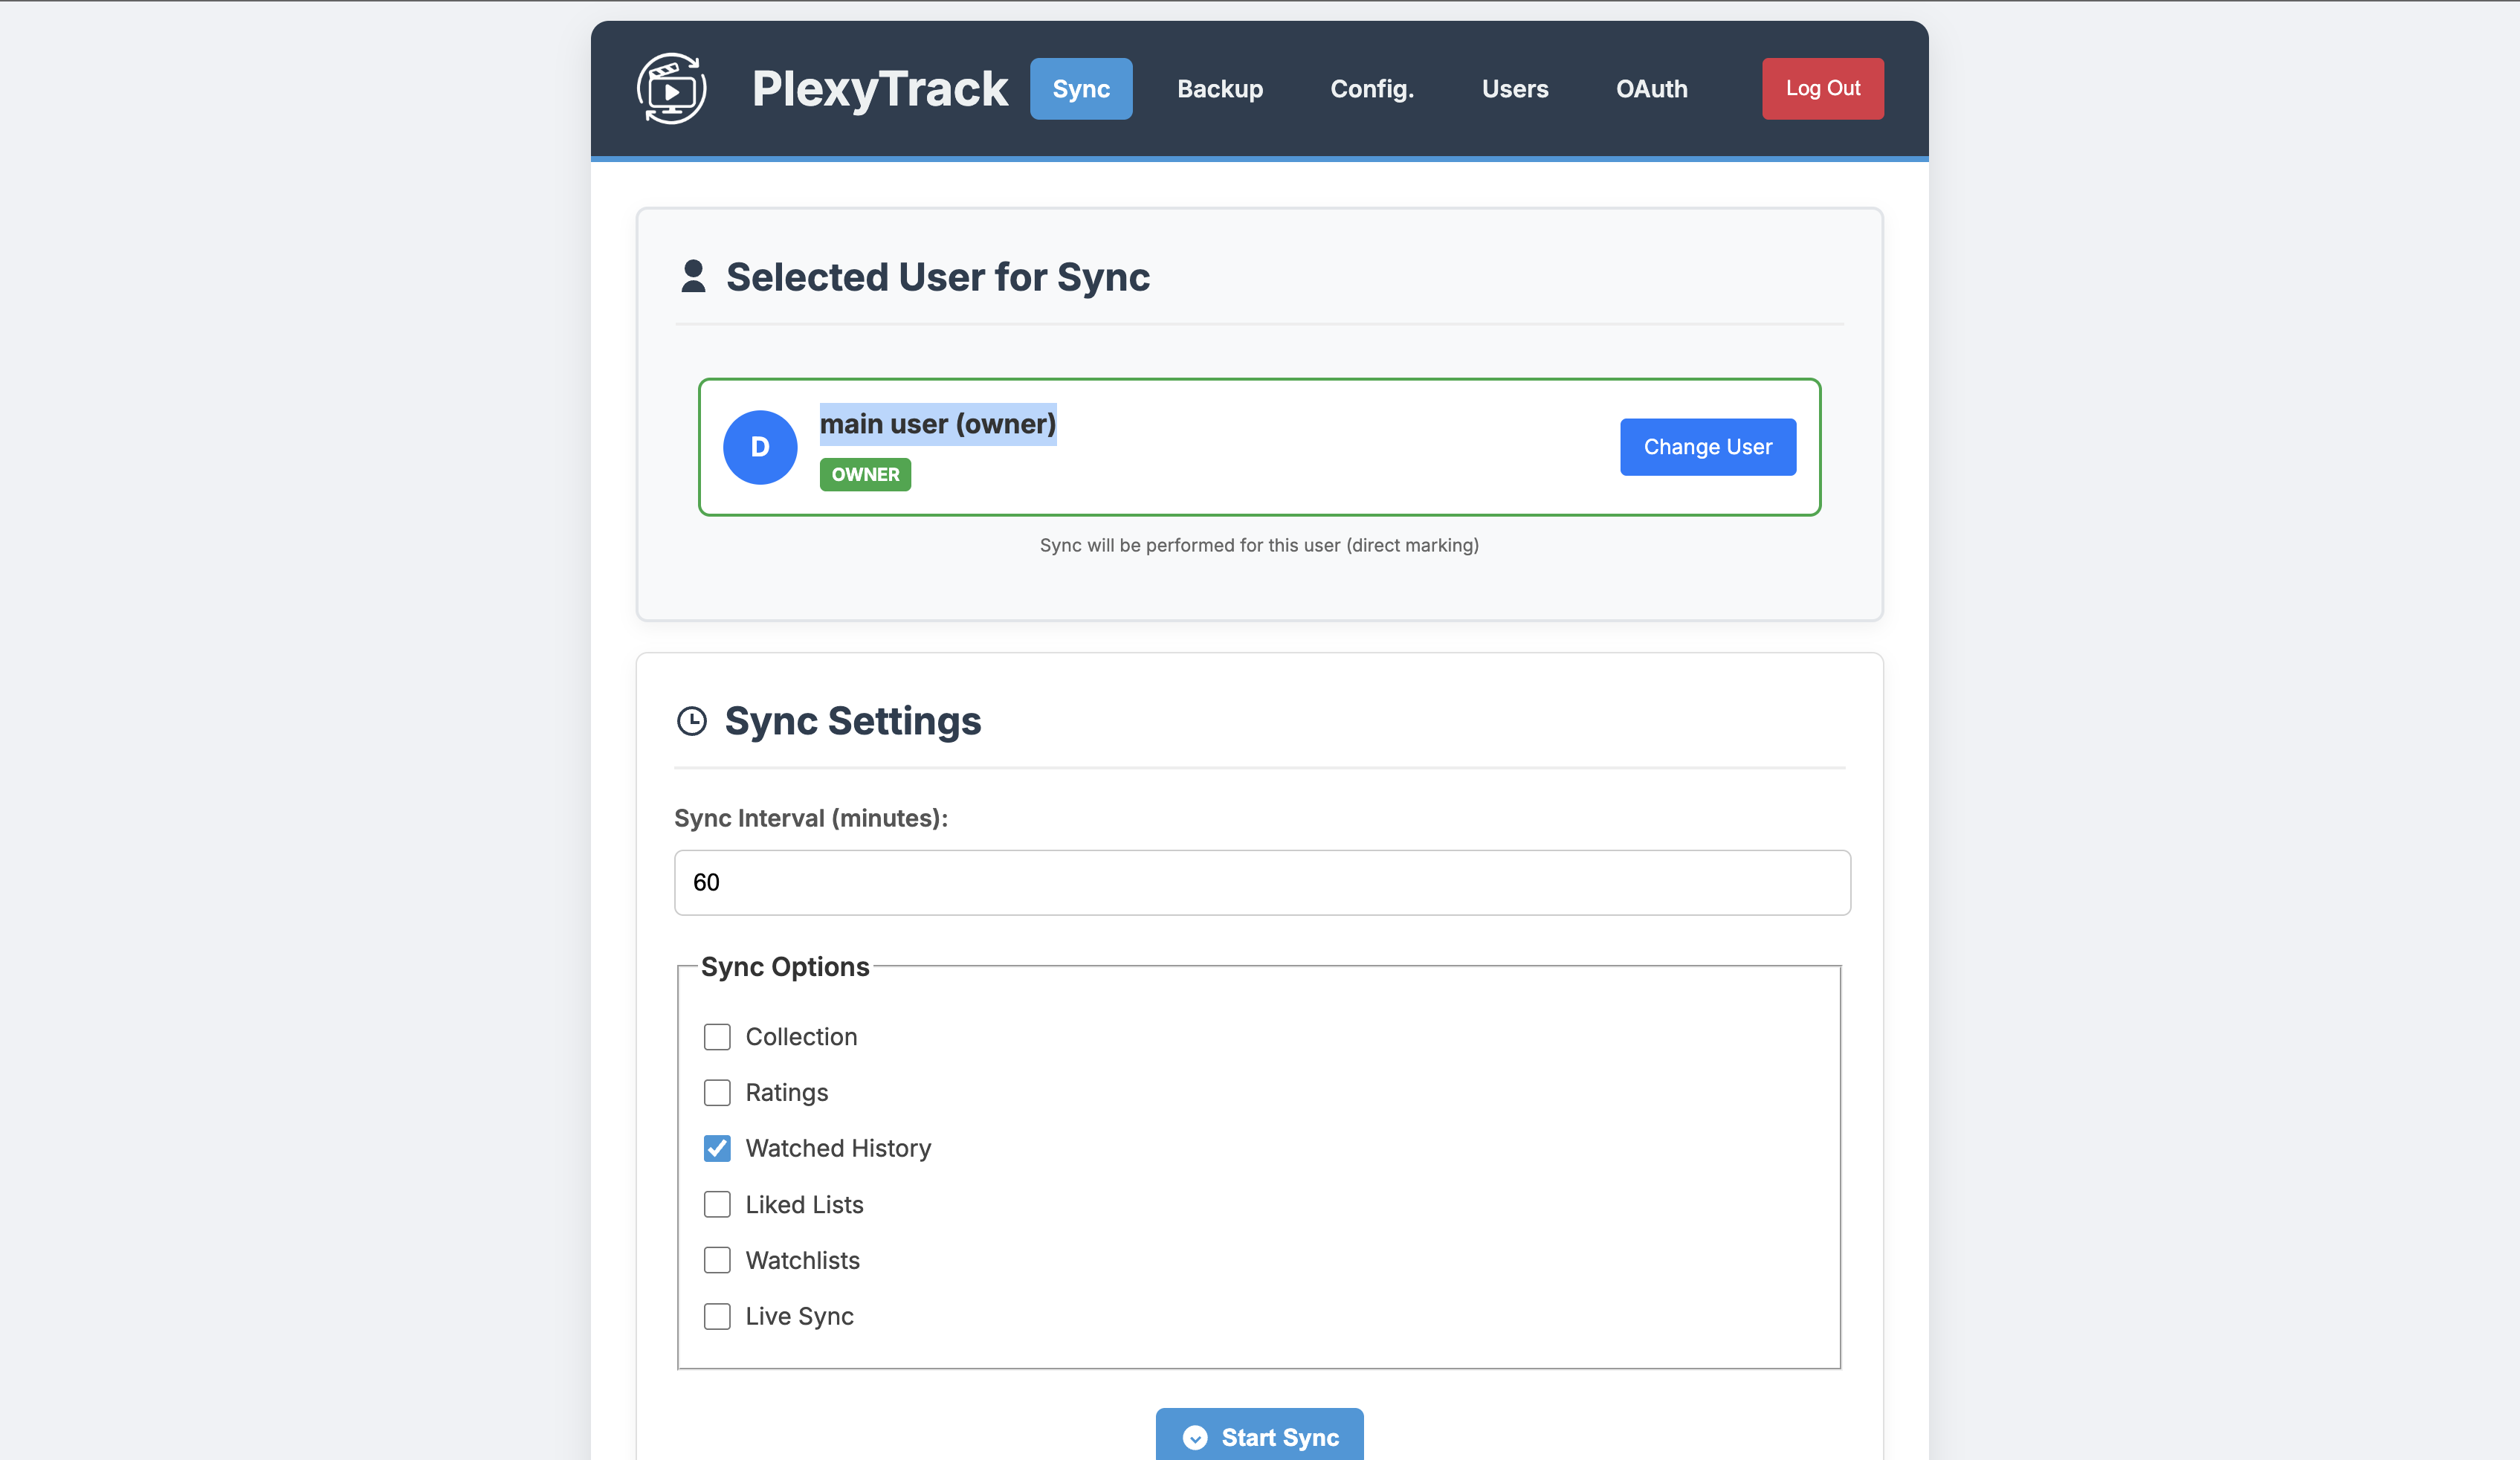 PlexyTrack Sync Backup Config. Users OAuth Log Out
Selected User for Sync
D
main user (owner)
OWNER
Change User
Sync will be performed for this user (direct marking)
Sync Settings
Sync Interval (minutes):
60
Sync Options
Collection
Ratings
Watched History
Liked Lists
Watchlists
Live Sync
Start Sync